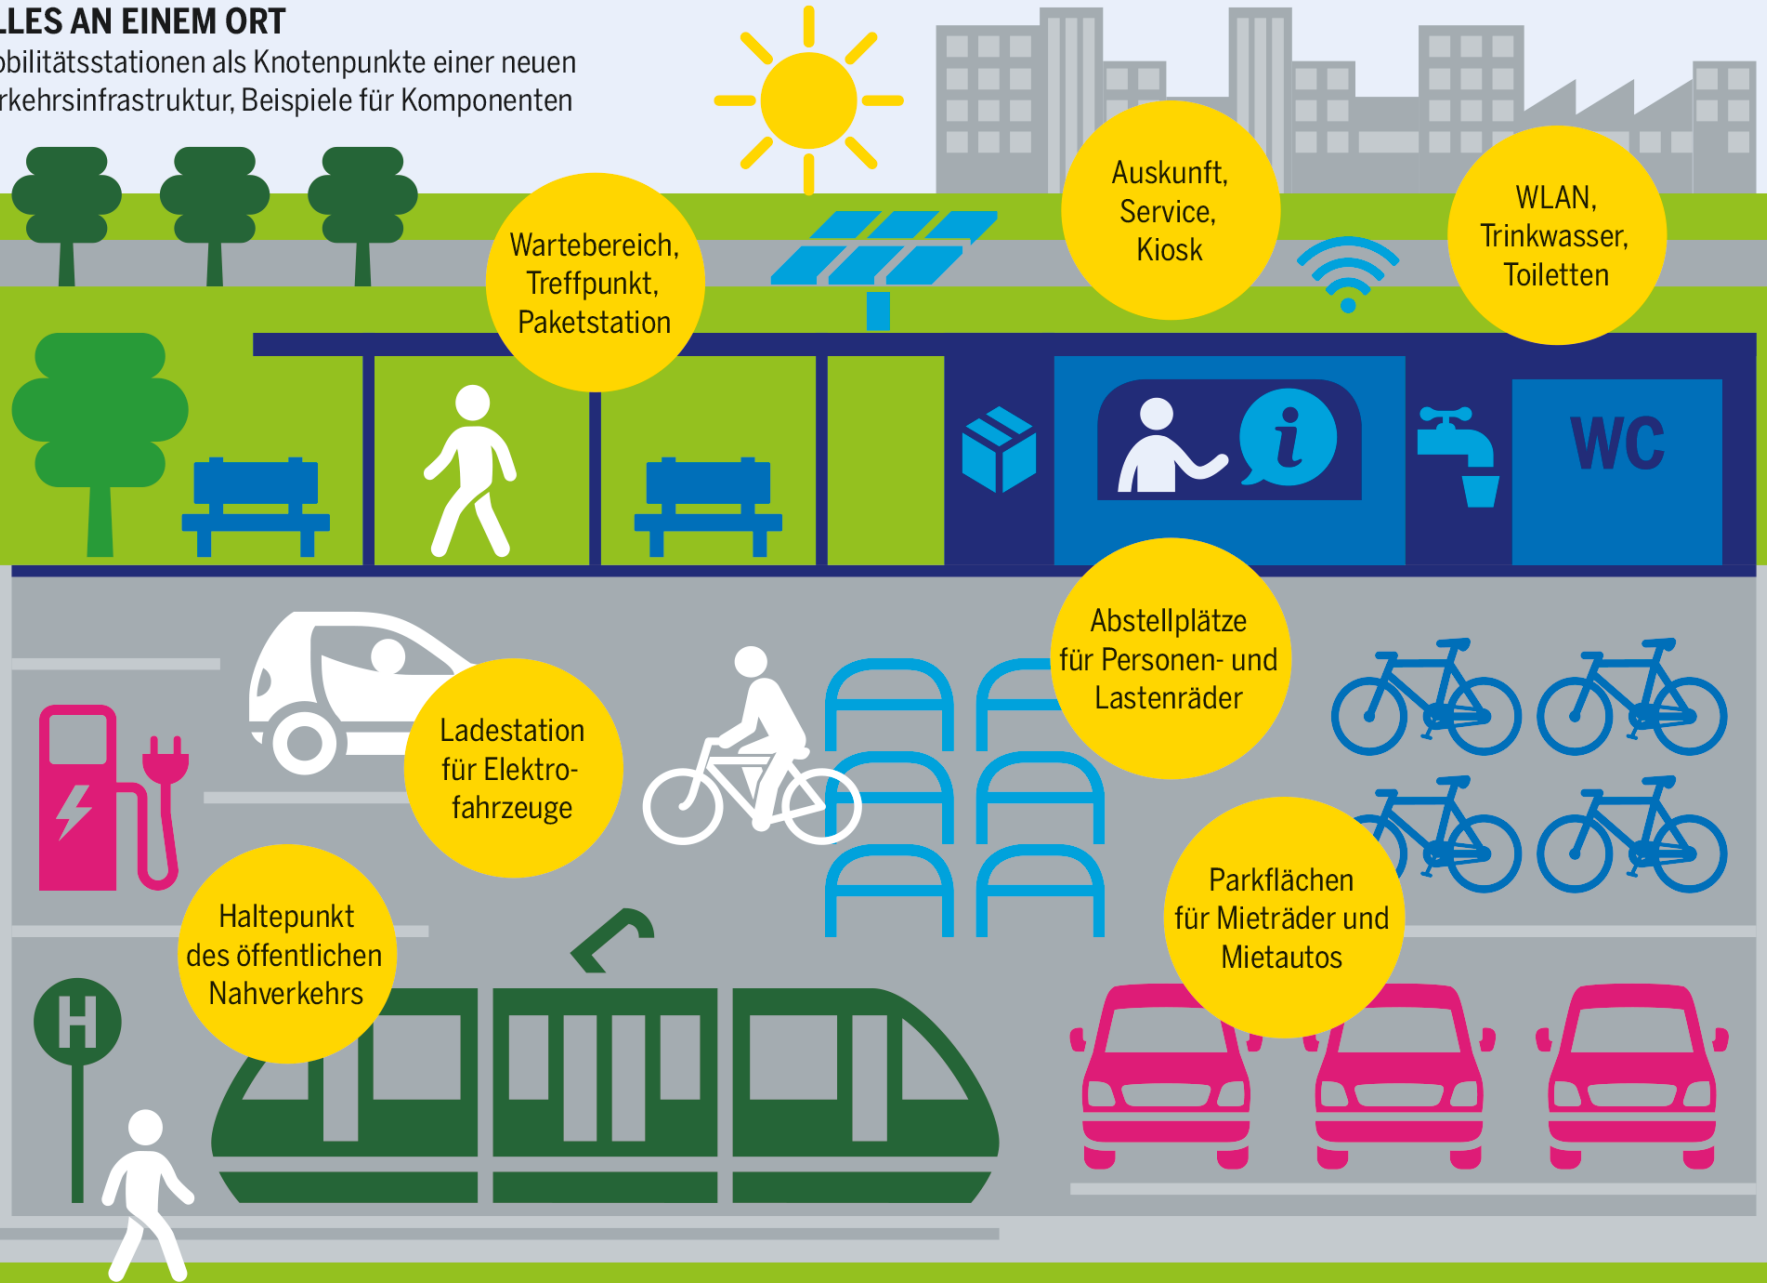 LLES AN EINEM ORT
obilitätsstationen als Knotenpunkte einer neuen
rkehrsinfrastruktur, Beispiele für Komponenten
Auskunft,
Service,
Kiosk
WLAN,
Trinkwasser,
Toiletten
Wartebereich,
Treffpunkt,
Paketstation
i
WC
Abstellplätze
für Personen- und
Lastenräder
Ladestation
für Elektro-
fahrzeuge
Parkflächen
für Mieträder und
Mietautos
Haltepunkt
des öffentlichen
Nahverkehrs
H